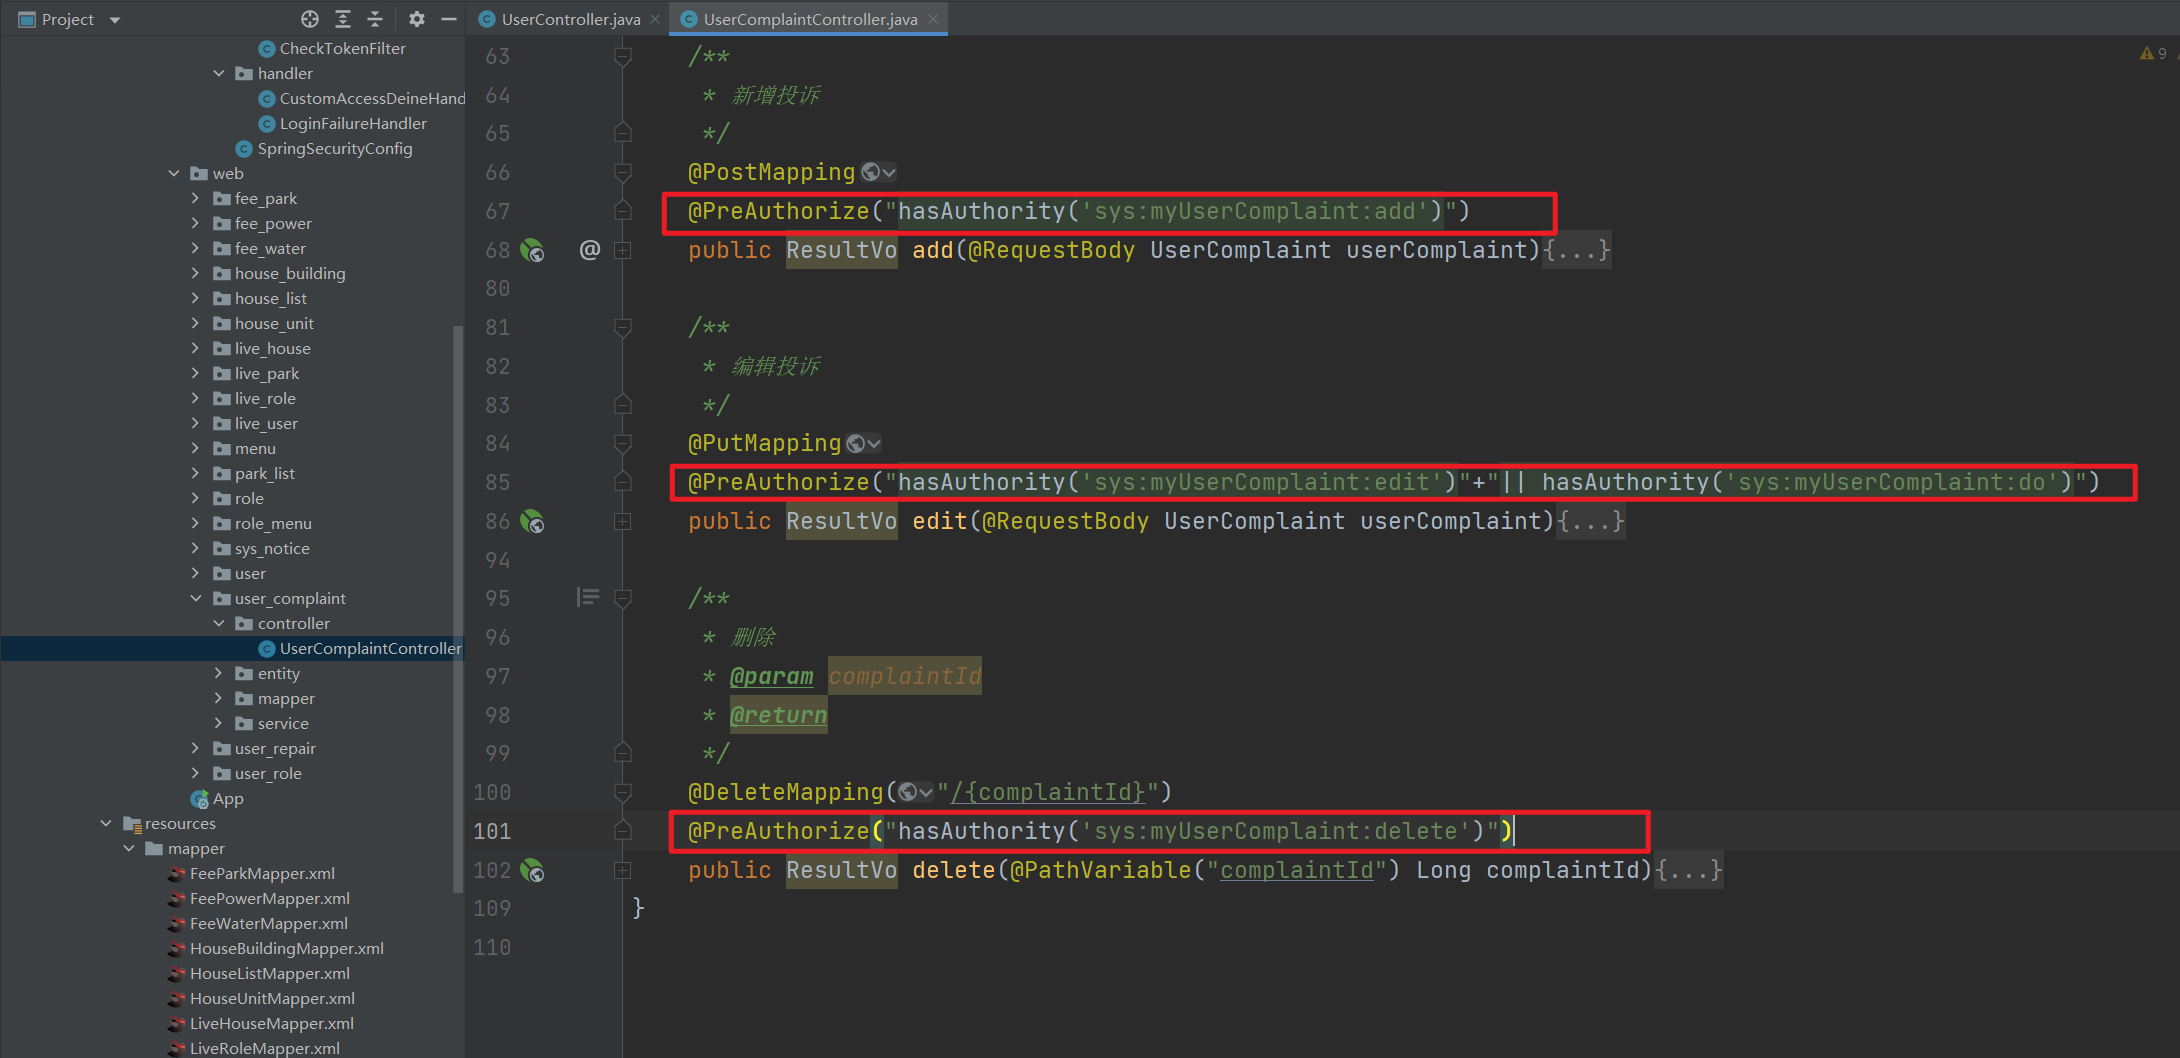 Project
CheckTokenFilter
handler
CustomAccessDeineHand
LoginFailureHandler
SpringSecurityConfig
web
fee_park
fee_power
fee_water
house_building
house_list
house_unit
live_house
live_park
live_role
live_user
menu
park_list
role
role_menu
sys_notice
user
user_complaint
controller
UserComplaintController
entity
mapper
service
user_repair
user_role
App
resources
mapper
FeeParkMapper.xml
FeePowerMapper.xml
FeeWaterMapper.xml
HouseBuildingMapper.xml
HouseListMapper.xml
HouseUnitMapper.xml
LiveHouseMapper.xml
LiveRoleMapper.xml
UserController.java
UserComplaintController.java
9
63 /**
64 * 新增投诉
65 */
66 @PostMapping
67 @PreAuthorize("hasAuthority('sys:myUserComplaint:add')")
68 @ public ResultVo add(@RequestBody UserComplaint userComplaint){...}
80
81 /**
82 * 编辑投诉
83 */
84 @PutMapping
85 @PreAuthorize("hasAuthority('sys:myUserComplaint:edit')"+"|| hasAuthority('sys:myUserComplaint:do')")
86 public ResultVo edit(@RequestBody UserComplaint userComplaint){...}
94
95 /**
96 * 删除
97 * @param complaintId
98 * @return
99 */
100 @DeleteMapping("/{complaintId}")
101 @PreAuthorize("hasAuthority('sys:myUserComplaint:delete')")
102 public ResultVo delete(@PathVariable("complaintId") Long complaintId){...}
109 }
110